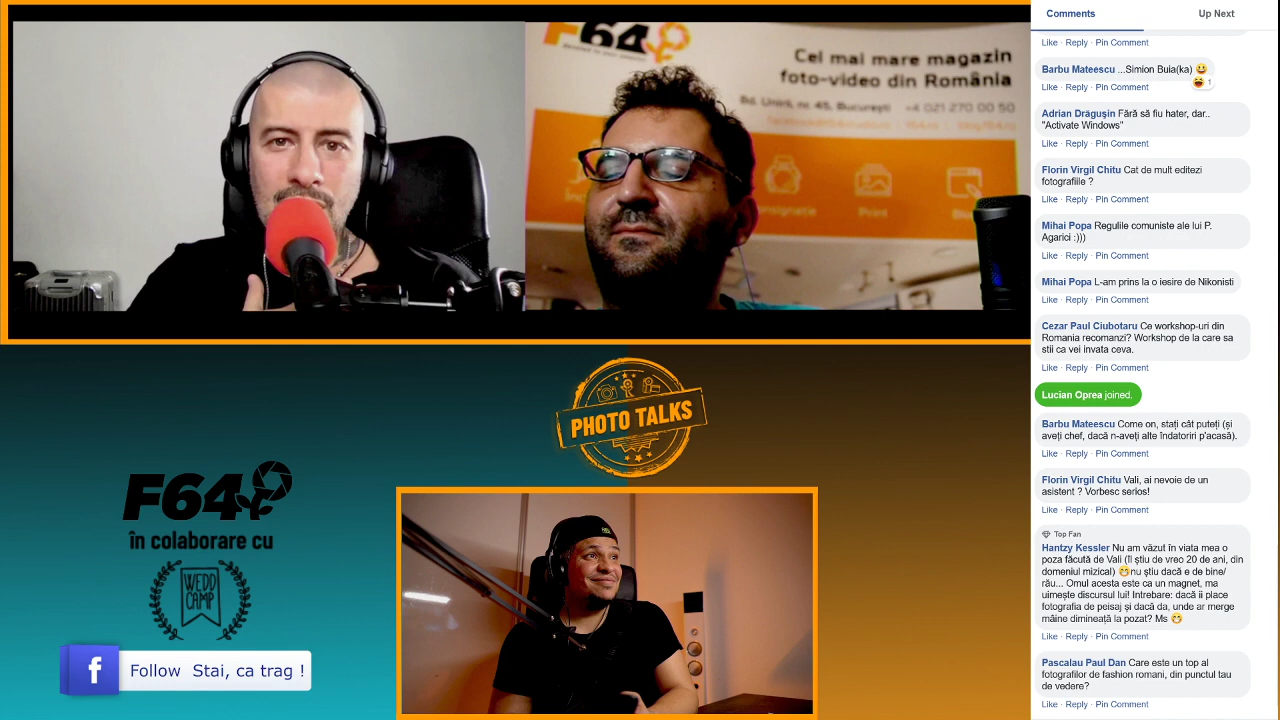 F64
Cel mai mare magazin
foto-video din România
Bd. Unirii, nr. 45, București +4 021 270 00 50
Print
PHOTO TALKS
F64
în colaborare cu
WEDD
CAMP
f Follow Stai, ca trag !
Comments Up Next
Like · Reply · Pin Comment
Barbu Mateescu ...Simion Buia(ka) 😃
😆 1
Like · Reply · Pin Comment
Adrian Drăgușin Fără să fiu hater, dar..
"Activate Windows"
Like · Reply · Pin Comment
Florin Virgil Chitu Cat de mult editezi
fotografiile ?
Like · Reply · Pin Comment
Mihai Popa Regulile comuniste ale lui P.
Agarici :)))
Like · Reply · Pin Comment
Mihai Popa L-am prins la o iesire de Nikonisti
Like · Reply · Pin Comment
Cezar Paul Ciubotaru Ce workshop-uri din
Romania recomanzi? Workshop de la care sa
stii ca vei invata ceva.
Like · Reply · Pin Comment
Lucian Oprea joined.
Barbu Mateescu Come on, stați cât puteți (și
aveți chef, dacă n-aveți alte îndatoriri p'acasă).
Like · Reply · Pin Comment
Florin Virgil Chitu Vali, ai nevoie de un
asistent ? Vorbesc serios!
Like · Reply · Pin Comment
Top Fan
Hantzy Kessler Nu am văzut în viata mea o
poza făcută de Vali (îl știu de vreo 20 de ani, din
domeniul mizical) 😁nu știu dacă e de bine/
rău... Omul acesta este ca un magnet, ma
uimește discursul lui! Intrebare: dacă ii place
fotografia de peisaj și dacă da, unde ar merge
mâine dimineață la pozat? Ms 😁
Like · Reply · Pin Comment
Pascalau Paul Dan Care este un top al
fotografilor de fashion romani, din punctul tau
de vedere?
Like · Reply · Pin Comment